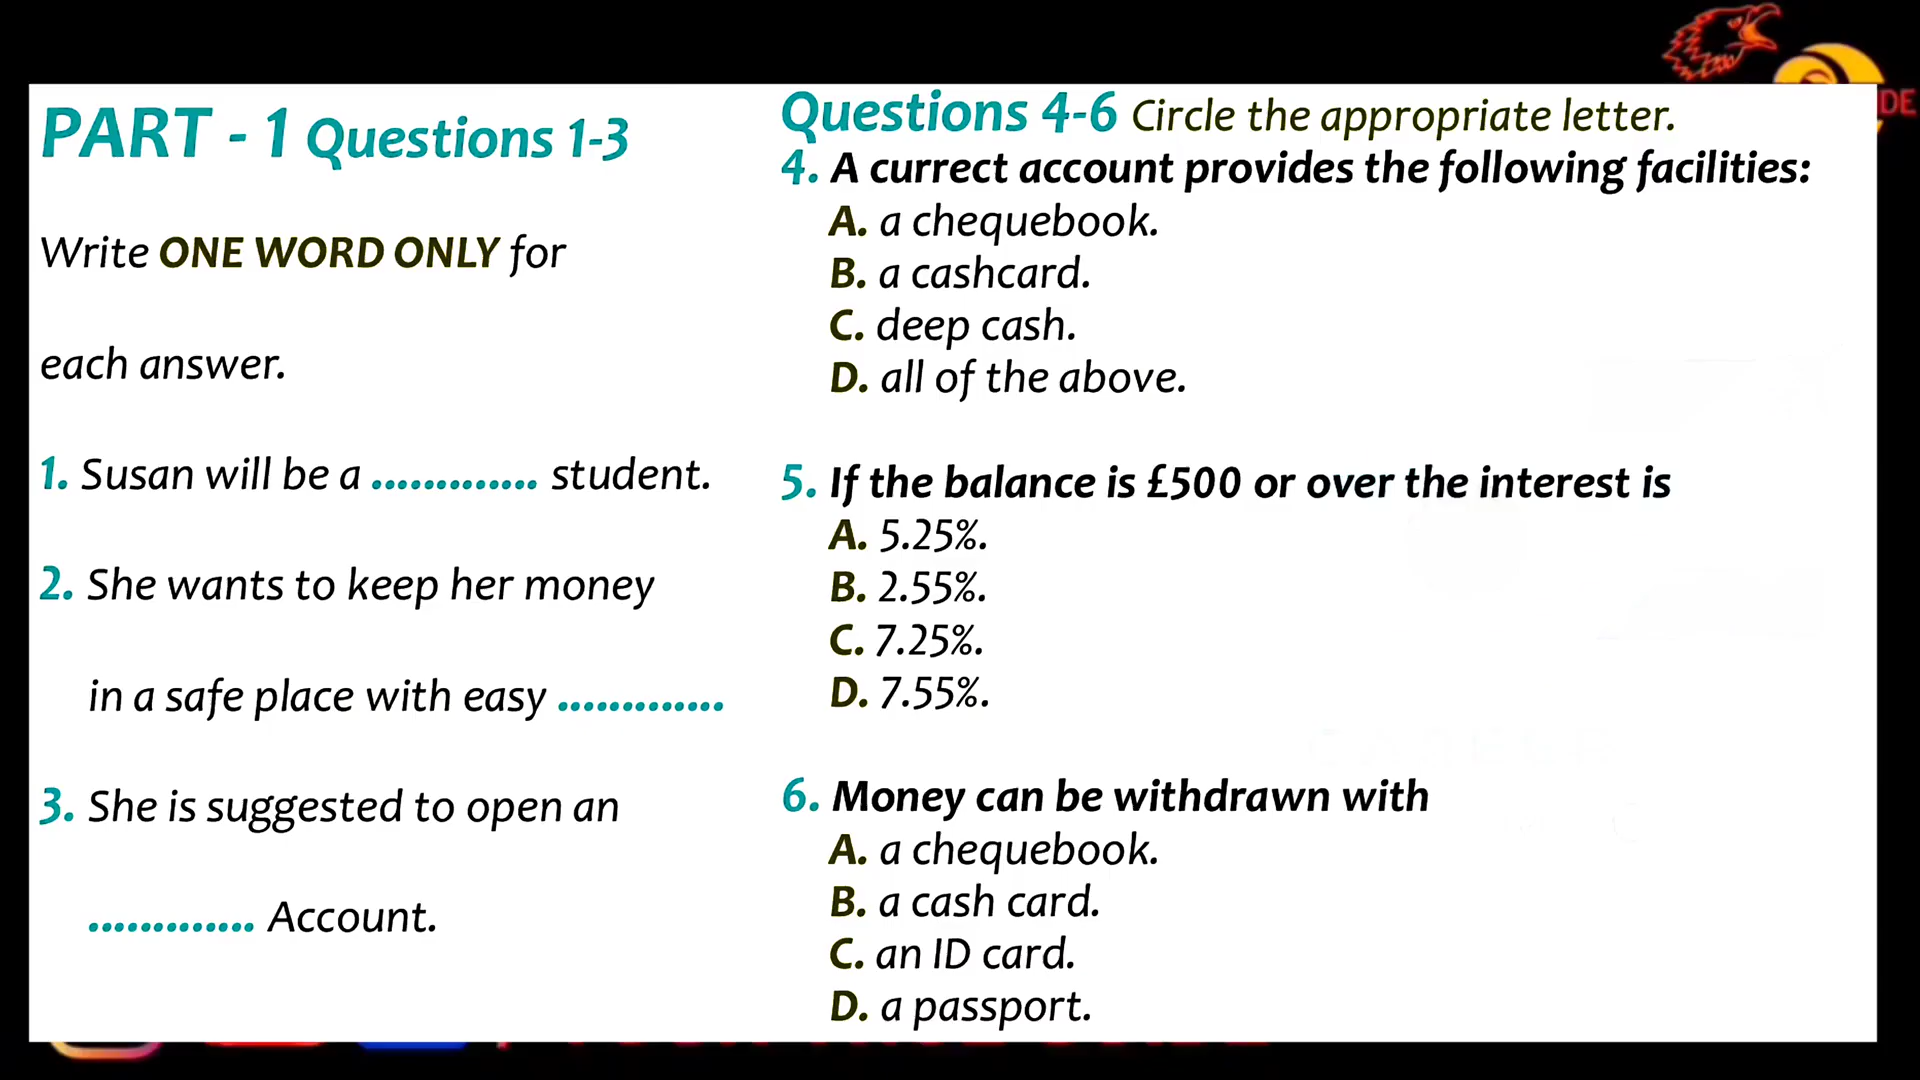 PART - 1 Questions 1-3
Write ONE WORD ONLY for
each answer.
1. Susan will be a ............. student.
2. She wants to keep her money
in a safe place with easy .............
3. She is suggested to open an
............. Account.
Questions 4-6 Circle the appropriate letter.
4. A currect account provides the following facilities:
A. a chequebook.
B. a cashcard.
C. deep cash.
D. all of the above.
5. If the balance is £500 or over the interest is
A. 5.25%.
B. 2.55%.
C. 7.25%.
D. 7.55%.
6. Money can be withdrawn with
A. a chequebook.
B. a cash card.
C. an ID card.
D. a passport.